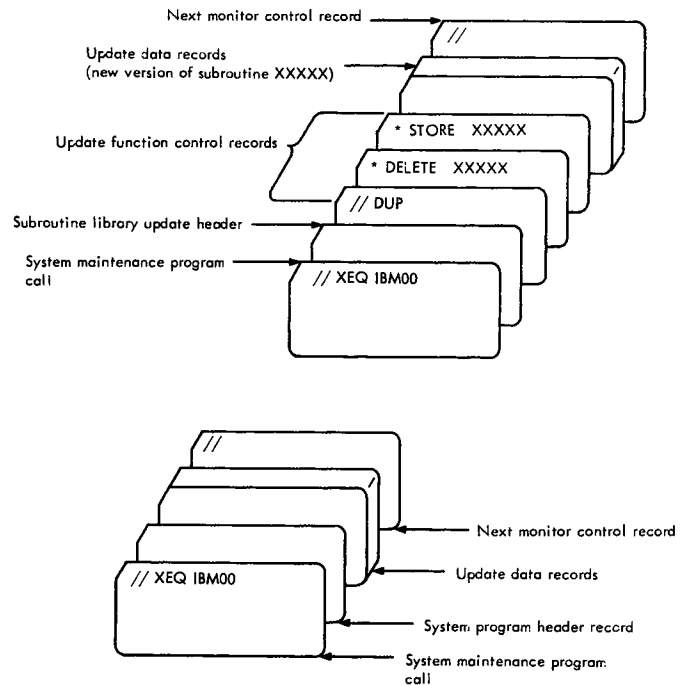 Next monitor control record
//
Update data records
(new version of subroutine XXXXX)
Update function control records
* STORE XXXXX
* DELETE XXXXX
// DUP
Subroutine library update header
System maintenance program
call
// XEQ IBM00
//
Next monitor control record
// XEQ IBM00
Update data records
System program header record
System maintenance program
call